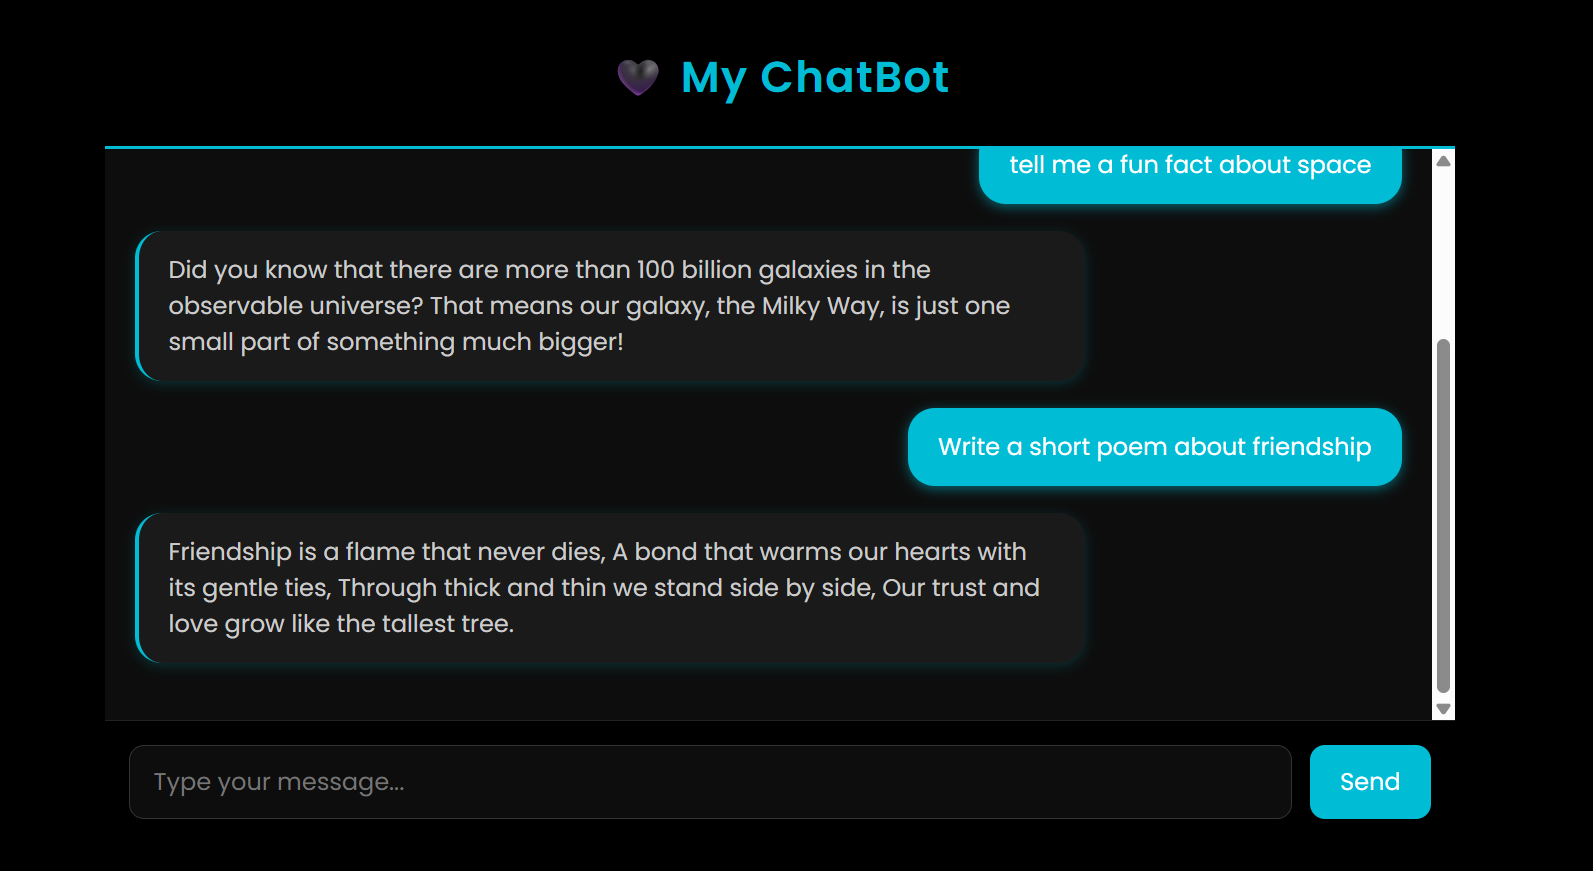 🖤 My ChatBot
tell me a fun fact about space
Did you know that there are more than 100 billion galaxies in the
observable universe? That means our galaxy, the Milky Way, is just one
small part of something much bigger!
Write a short poem about friendship
Friendship is a flame that never dies, A bond that warms our hearts with
its gentle ties, Through thick and thin we stand side by side, Our trust and
love grow like the tallest tree.
Type your message...
Send